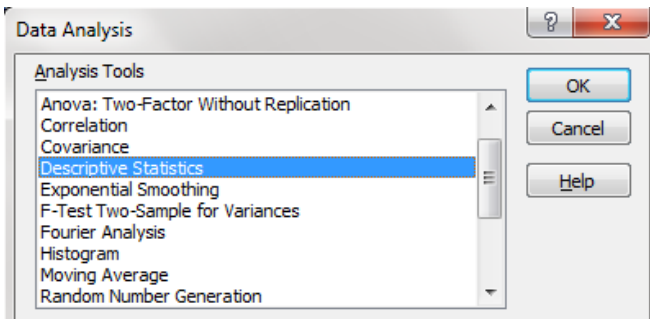 Data Analysis
?
X
Analysis Tools
Anova: Two-Factor Without Replication
Correlation
Covariance
Descriptive Statistics
Exponential Smoothing
F-Test Two-Sample for Variances
Fourier Analysis
Histogram
Moving Average
Random Number Generation
OK
Cancel
Help